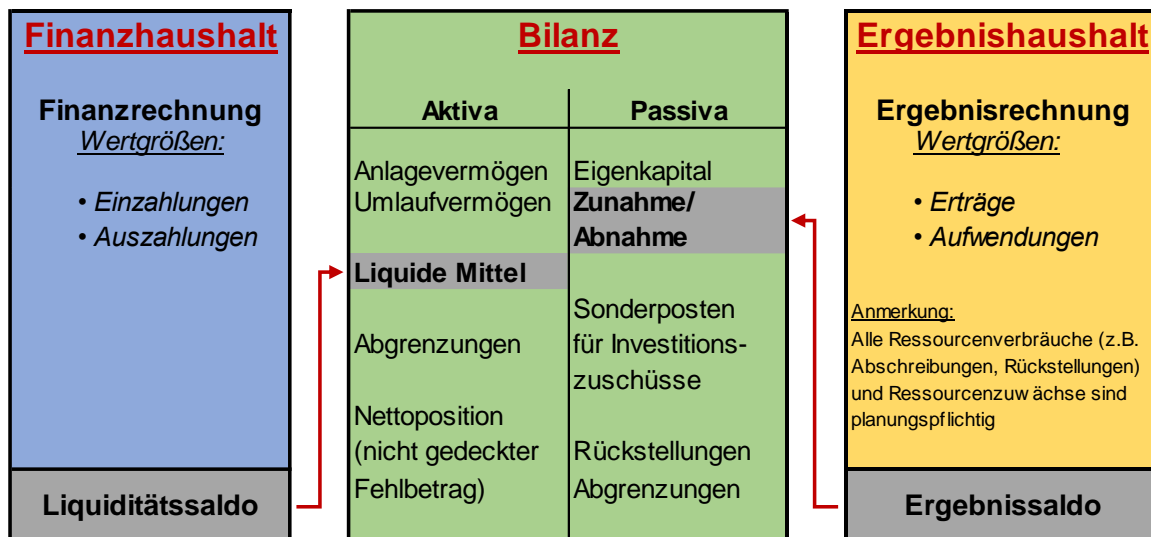 Finanzhaushalt
Finanzrechnung
Wertgrößen:
• Einzahlungen
• Auszahlungen
Liquiditätssaldo
Bilanz
Aktiva
Anlagevermögen
Umlaufvermögen
Liquide Mittel
Abgrenzungen
Nettoposition
(nicht gedeckter
Fehlbetrag)
Passiva
Eigenkapital
Zunahme/
Abnahme
Sonderposten
für Investitions-
zuschüsse
Rückstellungen
Abgrenzungen
Ergebnishaushalt
Ergebnisrechnung
Wertgrößen:
• Erträge
• Aufwendungen
Anmerkung:
Alle Ressourcenverbräuche (z.B.
Abschreibungen, Rückstellungen)
und Ressourcenzuw ächse sind
planungspflichtig
Ergebnissaldo